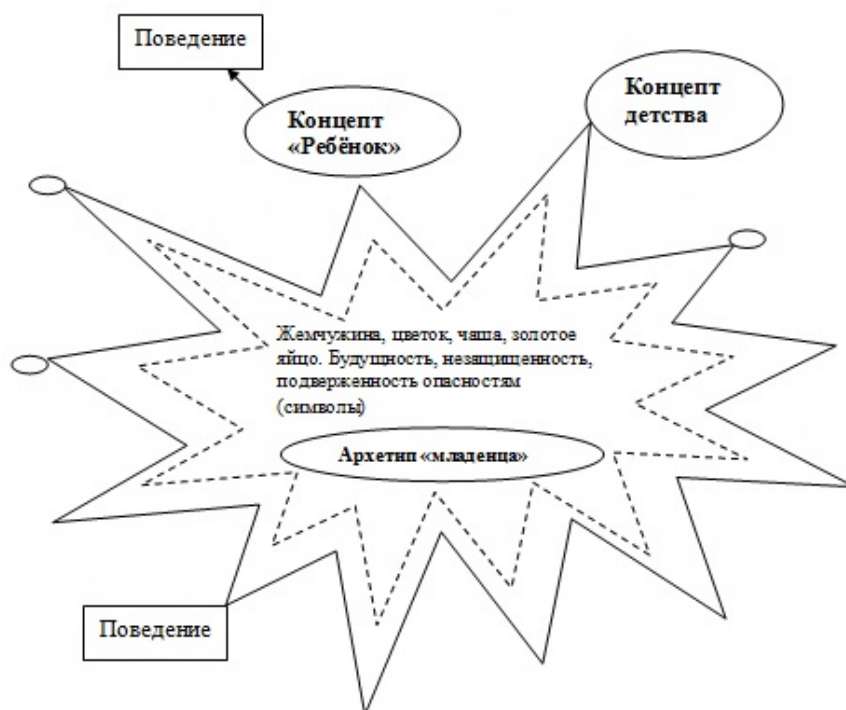 Поведение
Концепт
«Ребёнок»
Концепт
детства
Жемчужина, цветок, чаша, золотое
яйцо. Будущность, незащищенность,
подверженность опасностям
(символы)
Архетип «младенца»
Поведение